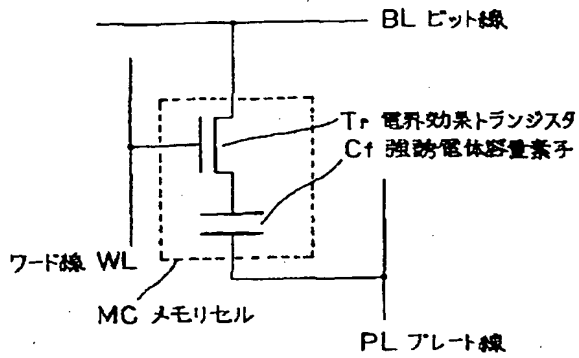 BL ビット線
Tr 電界効果トランジスタ
Cf 強誘電体容量素子
ワード線 WL
MC メモリセル
PL プレート線